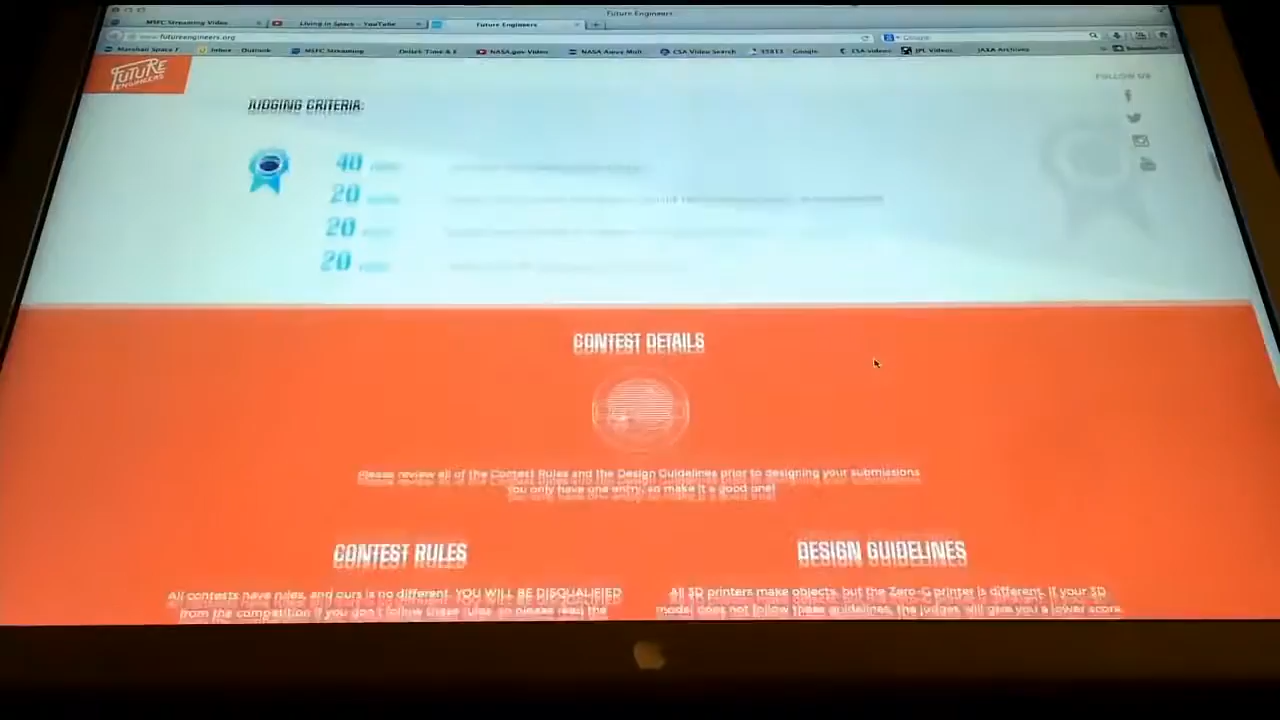 Future Engineers
MSFC Streaming Video
Living in Space - YouTube
Future Engineers
www.futureengineers.org
Google
Marshall Space F
Inbox - Outlook
MSFC Streaming
NASA.gov Video
CSA Video Search
Google
JPL Videos
JAXA Archives
Bookmarks
FUTURE
ENGINEERS
FOLLOW US
JUDGING CRITERIA:
40
20
20
20
CONTEST DETAILS
Please review all of the Contest Rules and the Design Guidelines prior to designing your submissions
You only have one entry, so make it a good one!
CONTEST RULES
DESIGN GUIDELINES
All contests have rules, and ours is no different. YOU WILL BE DISQUALIFIED
from the competition if you don't follow these rules, so please read the
All 3D printers make objects, but the Zero-G printer is different. If your 3D
model does not follow these guidelines, the judges will give you a lower score.